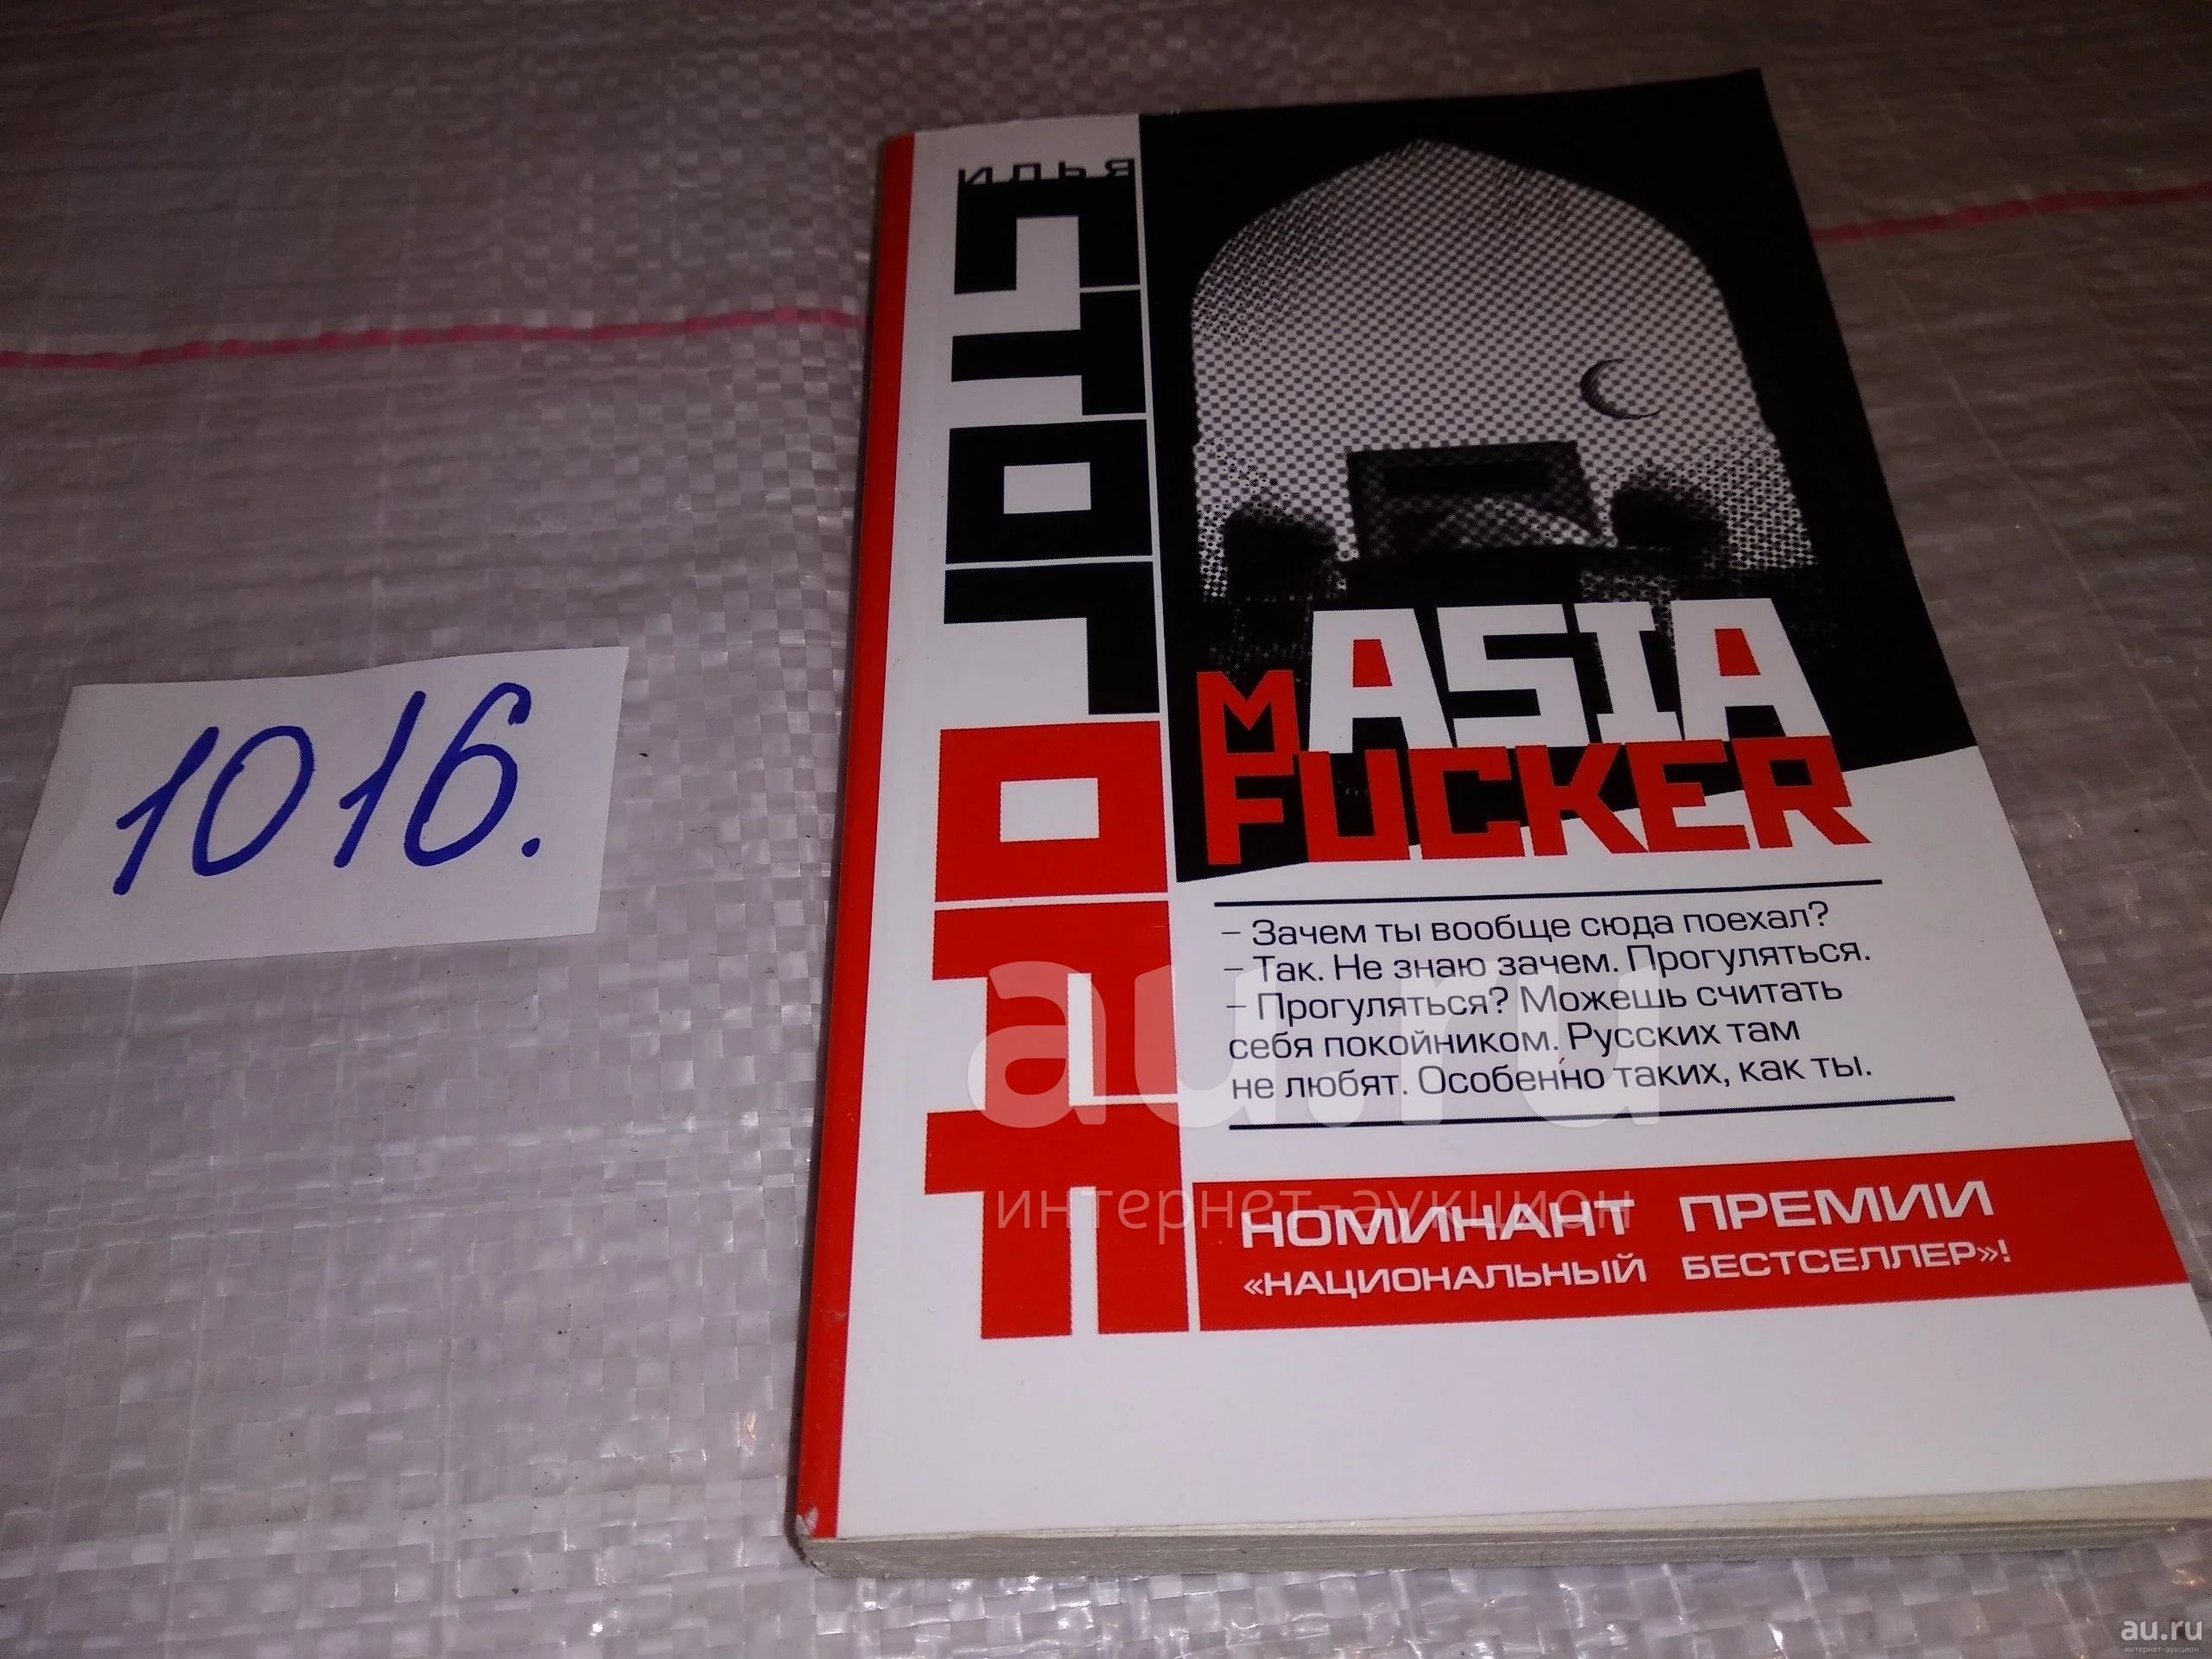 1016.
ИЛЬЯ
СТОГОFF
MASIA
FUCKER
– Зачем ты вообще сюда поехал?
– Так. Не знаю зачем. Прогуляться.
– Прогуляться? Можешь считать
себя покойником. Русских там
не любят. Особенно таких, как ты.
НОМИНАНТ ПРЕМИИ
«НАЦИОНАЛЬНЫЙ БЕСТСЕЛЛЕР»!
au.ru
интернет-аукцион
au.ru
интернет-аукцион